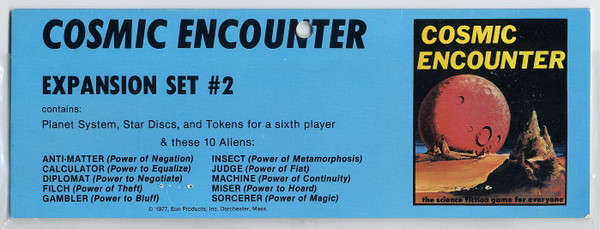 COSMIC ENCOUNTER
EXPANSION SET #2
contains:
Planet System, Star Discs, and Tokens for a sixth player
& these 10 Aliens:
ANTI-MATTER (Power of Negation)
CALCULATOR (Power to Equalize)
DIPLOMAT (Power to Negotiate)
FILCH (Power of Theft)
GAMBLER (Power to Bluff)
INSECT (Power of Metamorphosis)
JUDGE (Power of Fiat)
MACHINE (Power of Continuity)
MISER (Power to Hoard)
SORCERER (Power of Magic)
© 1977, Eon Products, Inc. Dorchester, Mass.
COSMIC
ENCOUNTER
the science fiction game for everyone